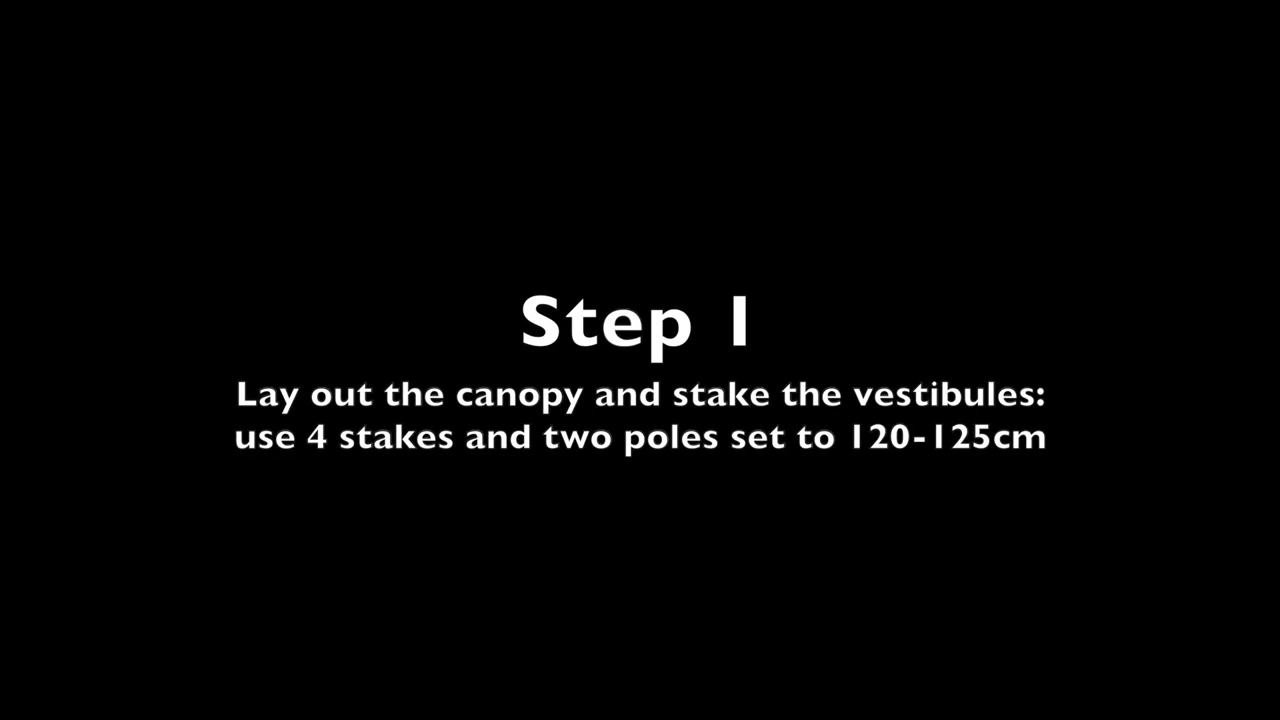 Step 1
Lay out the canopy and stake the vestibules:
use 4 stakes and two poles set to 120-125cm